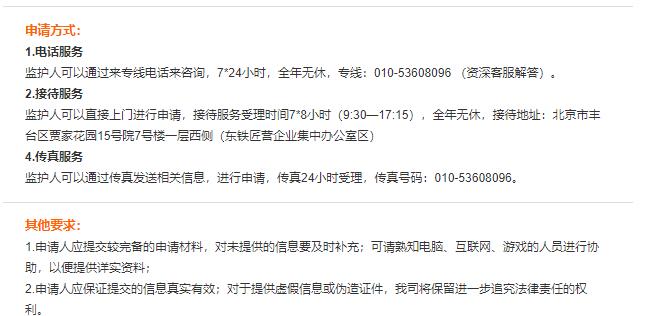 申请方式：
1.电话服务
监护人可以通过来专线电话来咨询，7*24小时，全年无休，专线：010-53608096 （资深客服解答）。
2.接待服务
监护人可以直接上门进行申请，接待服务受理时间7*8小时（9:30—17:15），全年无休，接待地址：北京市丰
台区贾家花园15号院7号楼一层西侧（东铁匠营企业集中办公室区）
4.传真服务
监护人可以通过传真发送相关信息，进行申请，传真24小时受理，传真号码：010-53608096。
其他要求：
1.申请人应提交较完备的申请材料，对未提供的信息要及时补充；可请熟知电脑、互联网、游戏的人员进行协
助，以便提供详实资料；
2.申请人应保证提交的信息真实有效；对于提供虚假信息或伪造证件，我司将保留进一步追究法律责任的权
利。